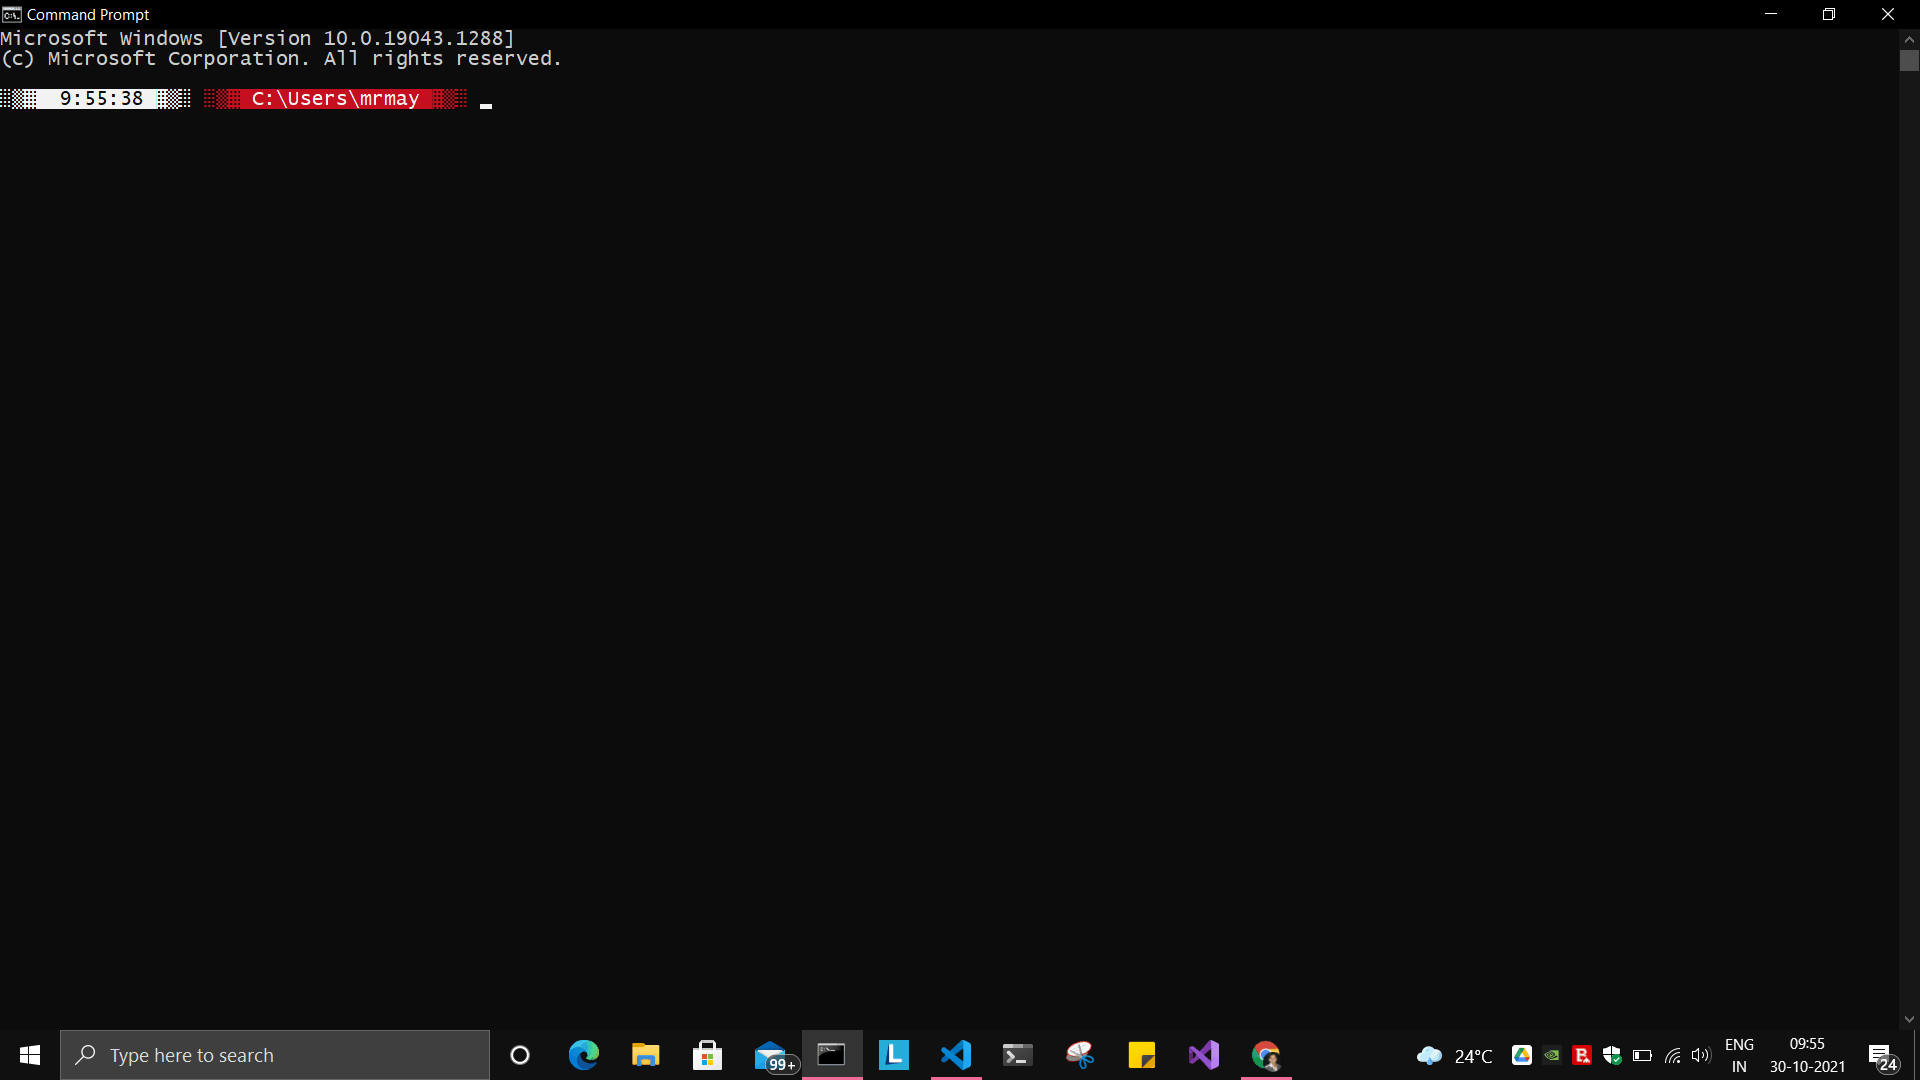 Command Prompt
Microsoft Windows [Version 10.0.19043.1288]
(c) Microsoft Corporation. All rights reserved.
░▒▓ 9:55:38 ▓▒░ ░▒▓ C:\Users\mrmay ▓▒░ _
Type here to search
99+
L
24°C
B
ENG
IN
09:55
30-10-2021
24